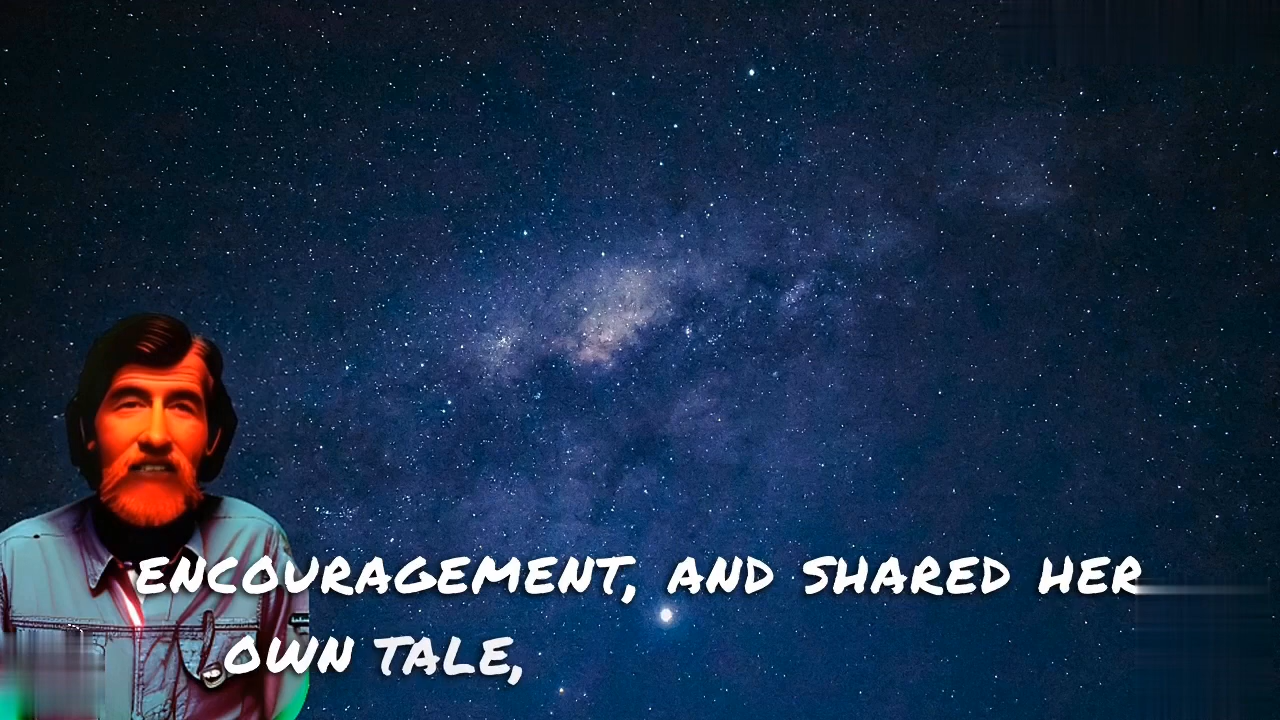 ENCOURAGEMENT, AND SHARED HER
OWN TALE,